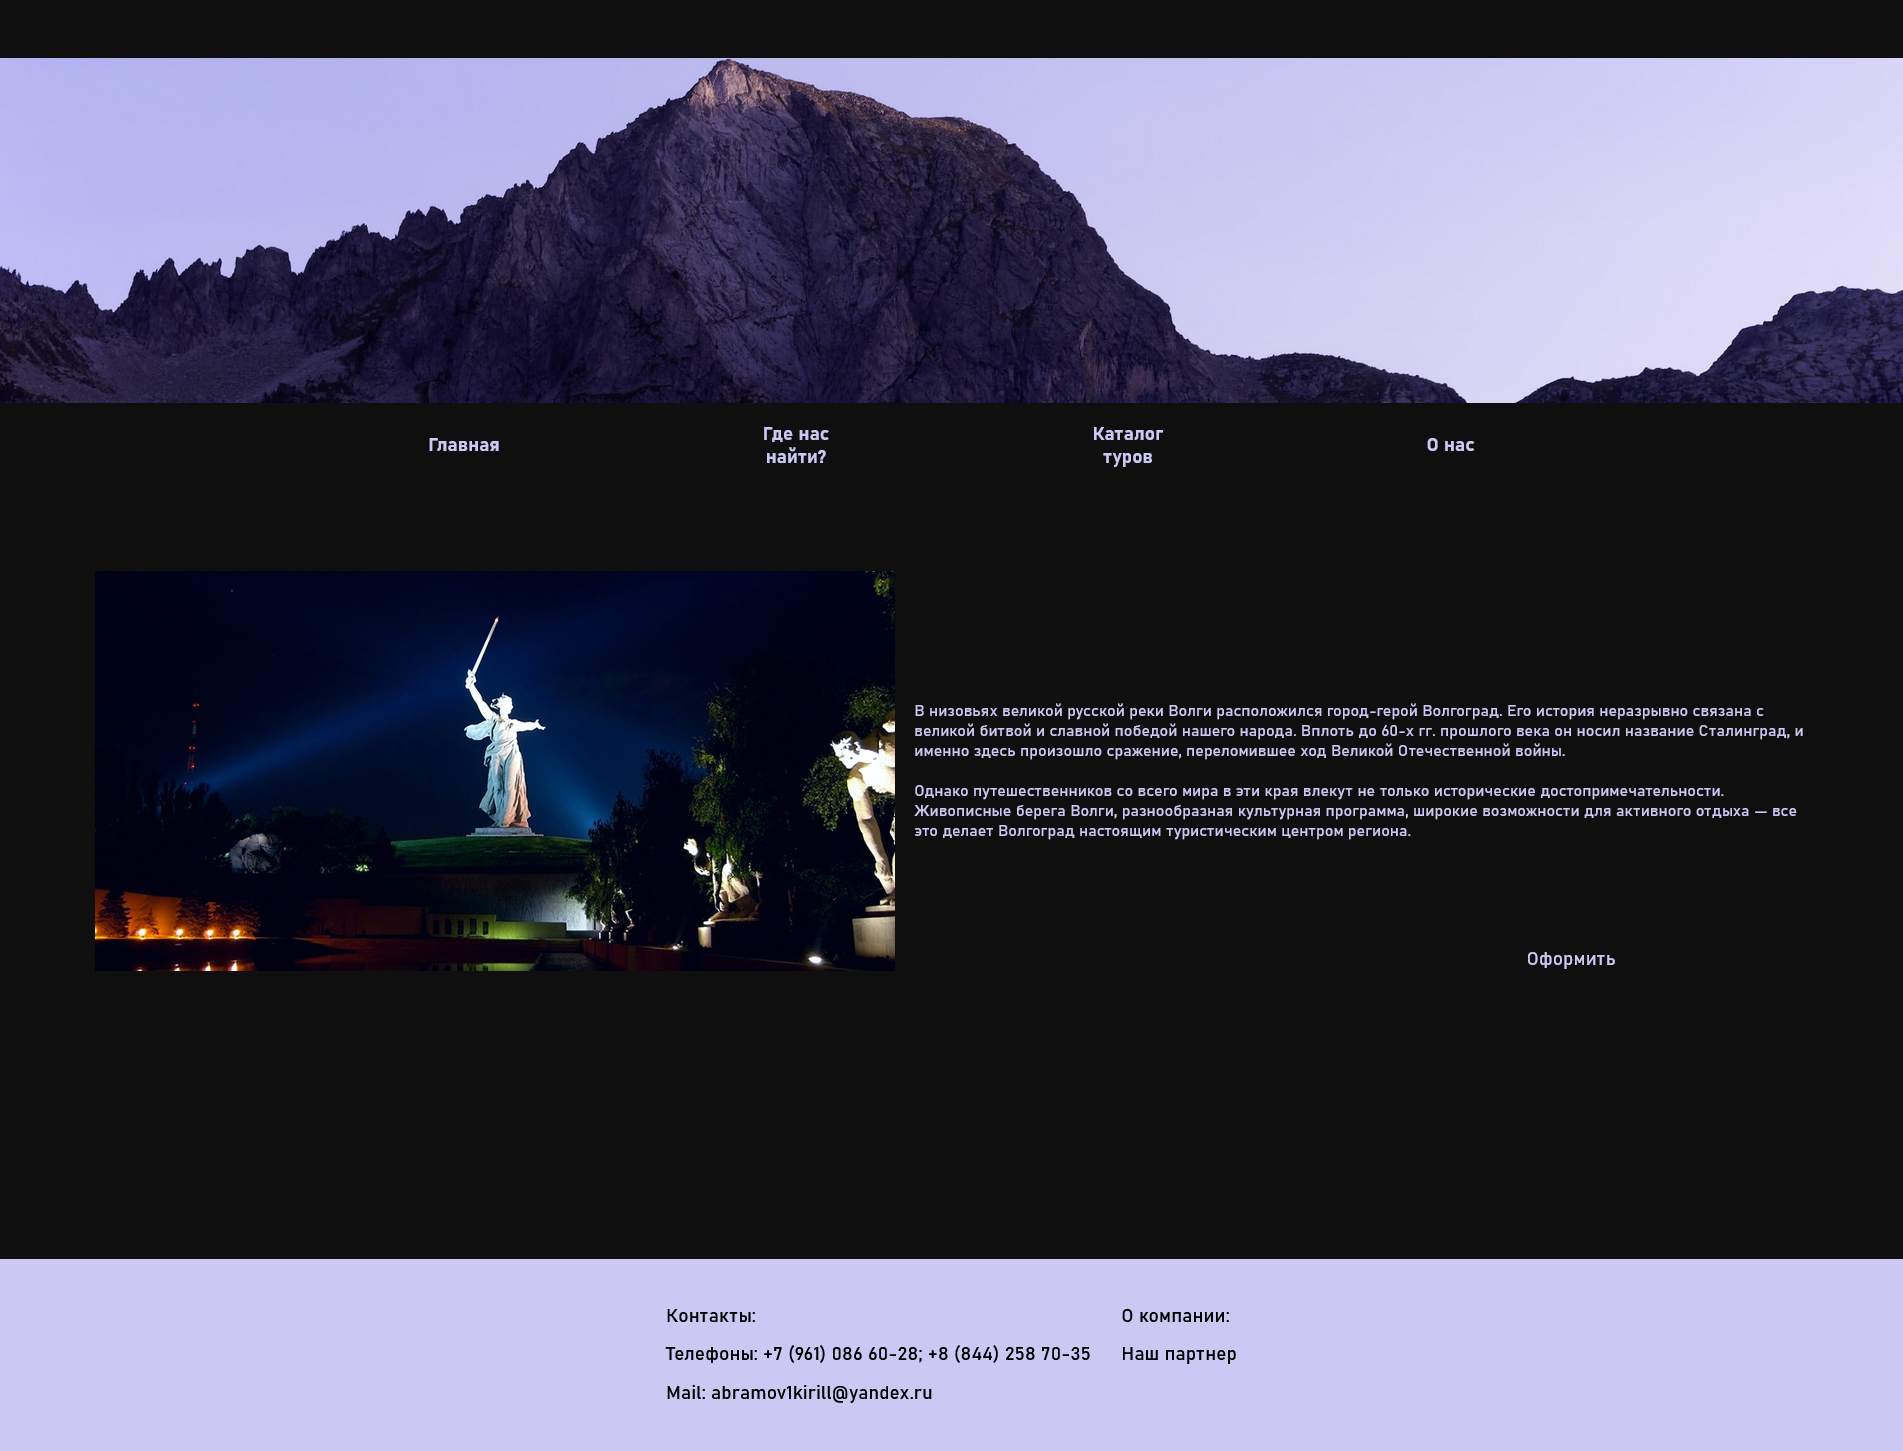 Главная
Где нас
найти?
Каталог
туров
О нас
В низовьях великой русской реки Волги расположился город-герой Волгоград. Его история неразрывно связана с
великой битвой и славной победой нашего народа. Вплоть до 60-х гг. прошлого века он носил название Сталинград, и
именно здесь произошло сражение, переломившее ход Великой Отечественной войны.
Однако путешественников со всего мира в эти края влекут не только исторические достопримечательности.
Живописные берега Волги, разнообразная культурная программа, широкие возможности для активного отдыха — все
это делает Волгоград настоящим туристическим центром региона.
Оформить
Контакты:
Телефоны: +7 (961) 086 60-28; +8 (844) 258 70-35
Mail: abramov1kirill@yandex.ru
О компании:
Наш партнер